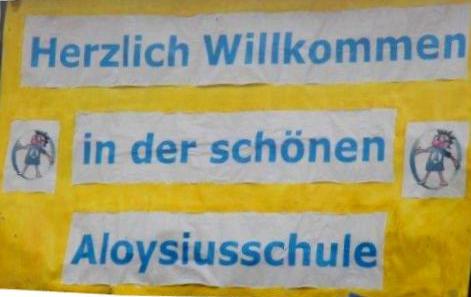 Herzlich Willkommen
in der schönen
Aloysiusschule